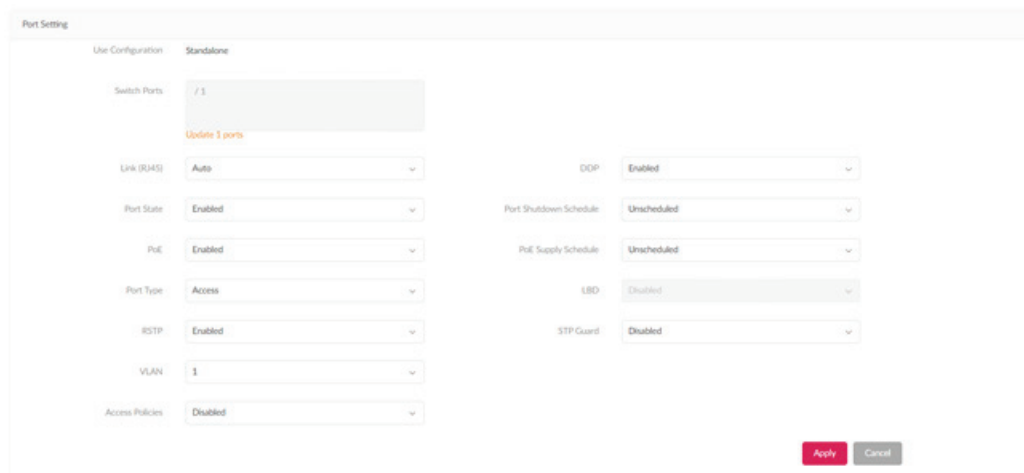 Port Setting
Use Configuration Standalone
Switch Ports / 1
Update 1 ports
Link (RJ45) Auto DDP Enabled
Port State Enabled Port Shutdown Schedule Unscheduled
PoE Enabled PoE Supply Schedule Unscheduled
Port Type Access LBD Disabled
RSTP Enabled STP Guard Disabled
VLAN 1
Access Policies Disabled
Apply Cancel